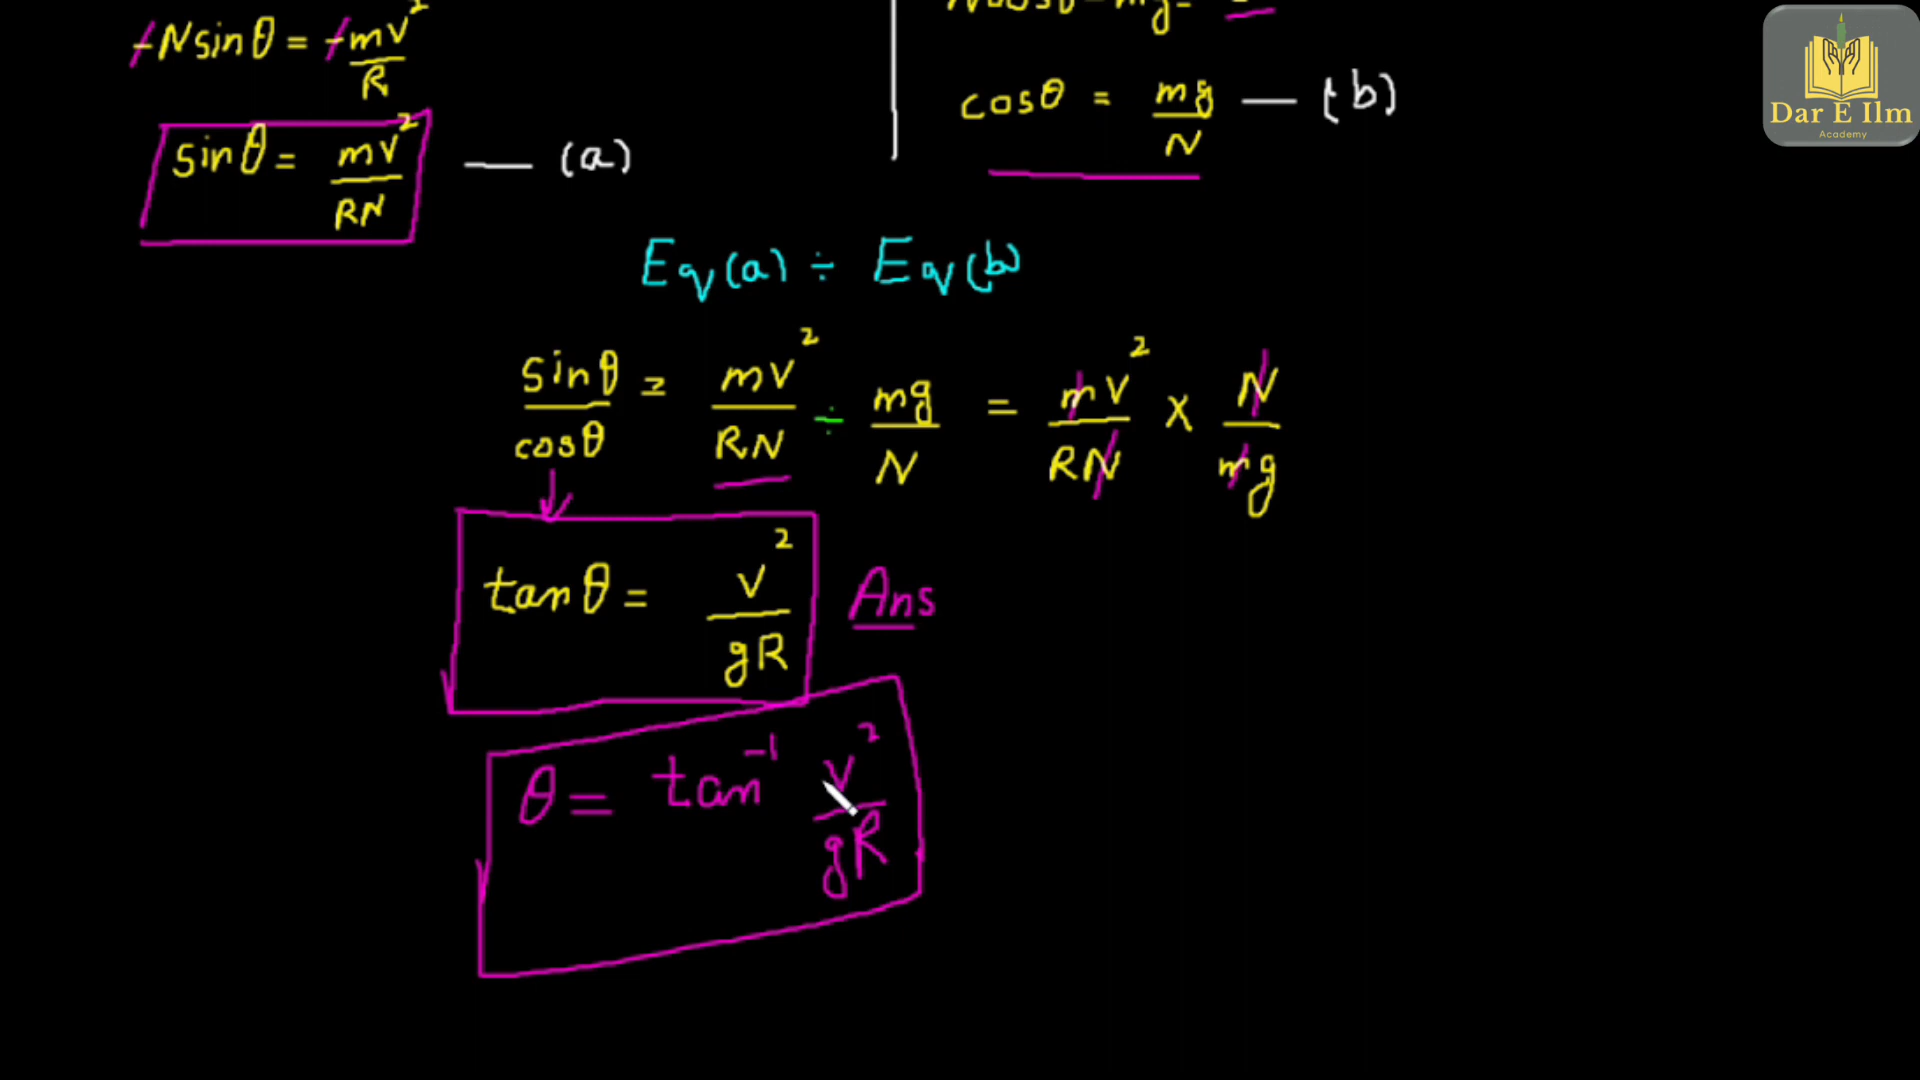 -Nsinθ = -mv²/R
cosθ = mg/N — (b)
sinθ = mv²/RN — (a)
Eq(a) ÷ Eq(b)
sinθ/cosθ = mv²/RN ÷ mg/N = mv²/RN × N/mg
tanθ = v²/gR Ans
θ = tan⁻¹ v²/gR
Dar E Ilm
Academy